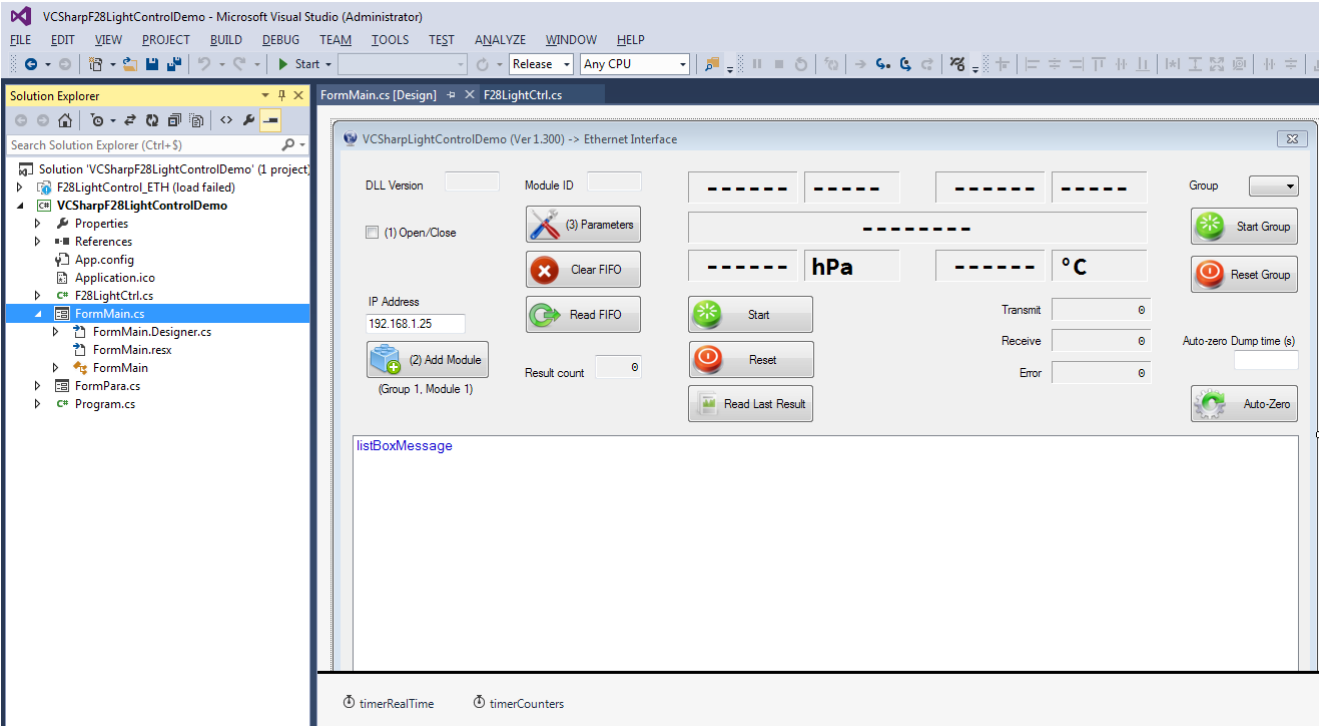 VCSharpF28LightControlDemo - Microsoft Visual Studio (Administrator)
FILE EDIT VIEW PROJECT BUILD DEBUG TEAM TOOLS TEST ANALYZE WINDOW HELP
Start Release Any CPU
Solution Explorer
Search Solution Explorer (Ctrl+$)
Solution 'VCSharpF28LightControlDemo' (1 project)
F28LightControl_ETH (load failed)
VCSharpF28LightControlDemo
Properties
References
App.config
Application.ico
F28LightCtrl.cs
FormMain.cs
FormMain.Designer.cs
FormMain.resx
FormMain
FormPara.cs
Program.cs
FormMain.cs [Design] F28LightCtrl.cs
VCSharpLightControlDemo (Ver 1.300) -> Ethernet Interface
DLL Version Module ID ------ ----- ------ ----- Group
(1) Open/Close (3) Parameters -------- Start Group
Clear FIFO ------ hPa ------ °C Reset Group
IP Address
192.168.1.25 Read FIFO Start Transmit 0
(2) Add Module Reset Receive 0 Auto-zero Dump time (s)
(Group 1, Module 1) Result count 0 Error 0
Read Last Result Auto-Zero
listBoxMessage
timerRealTime timerCounters